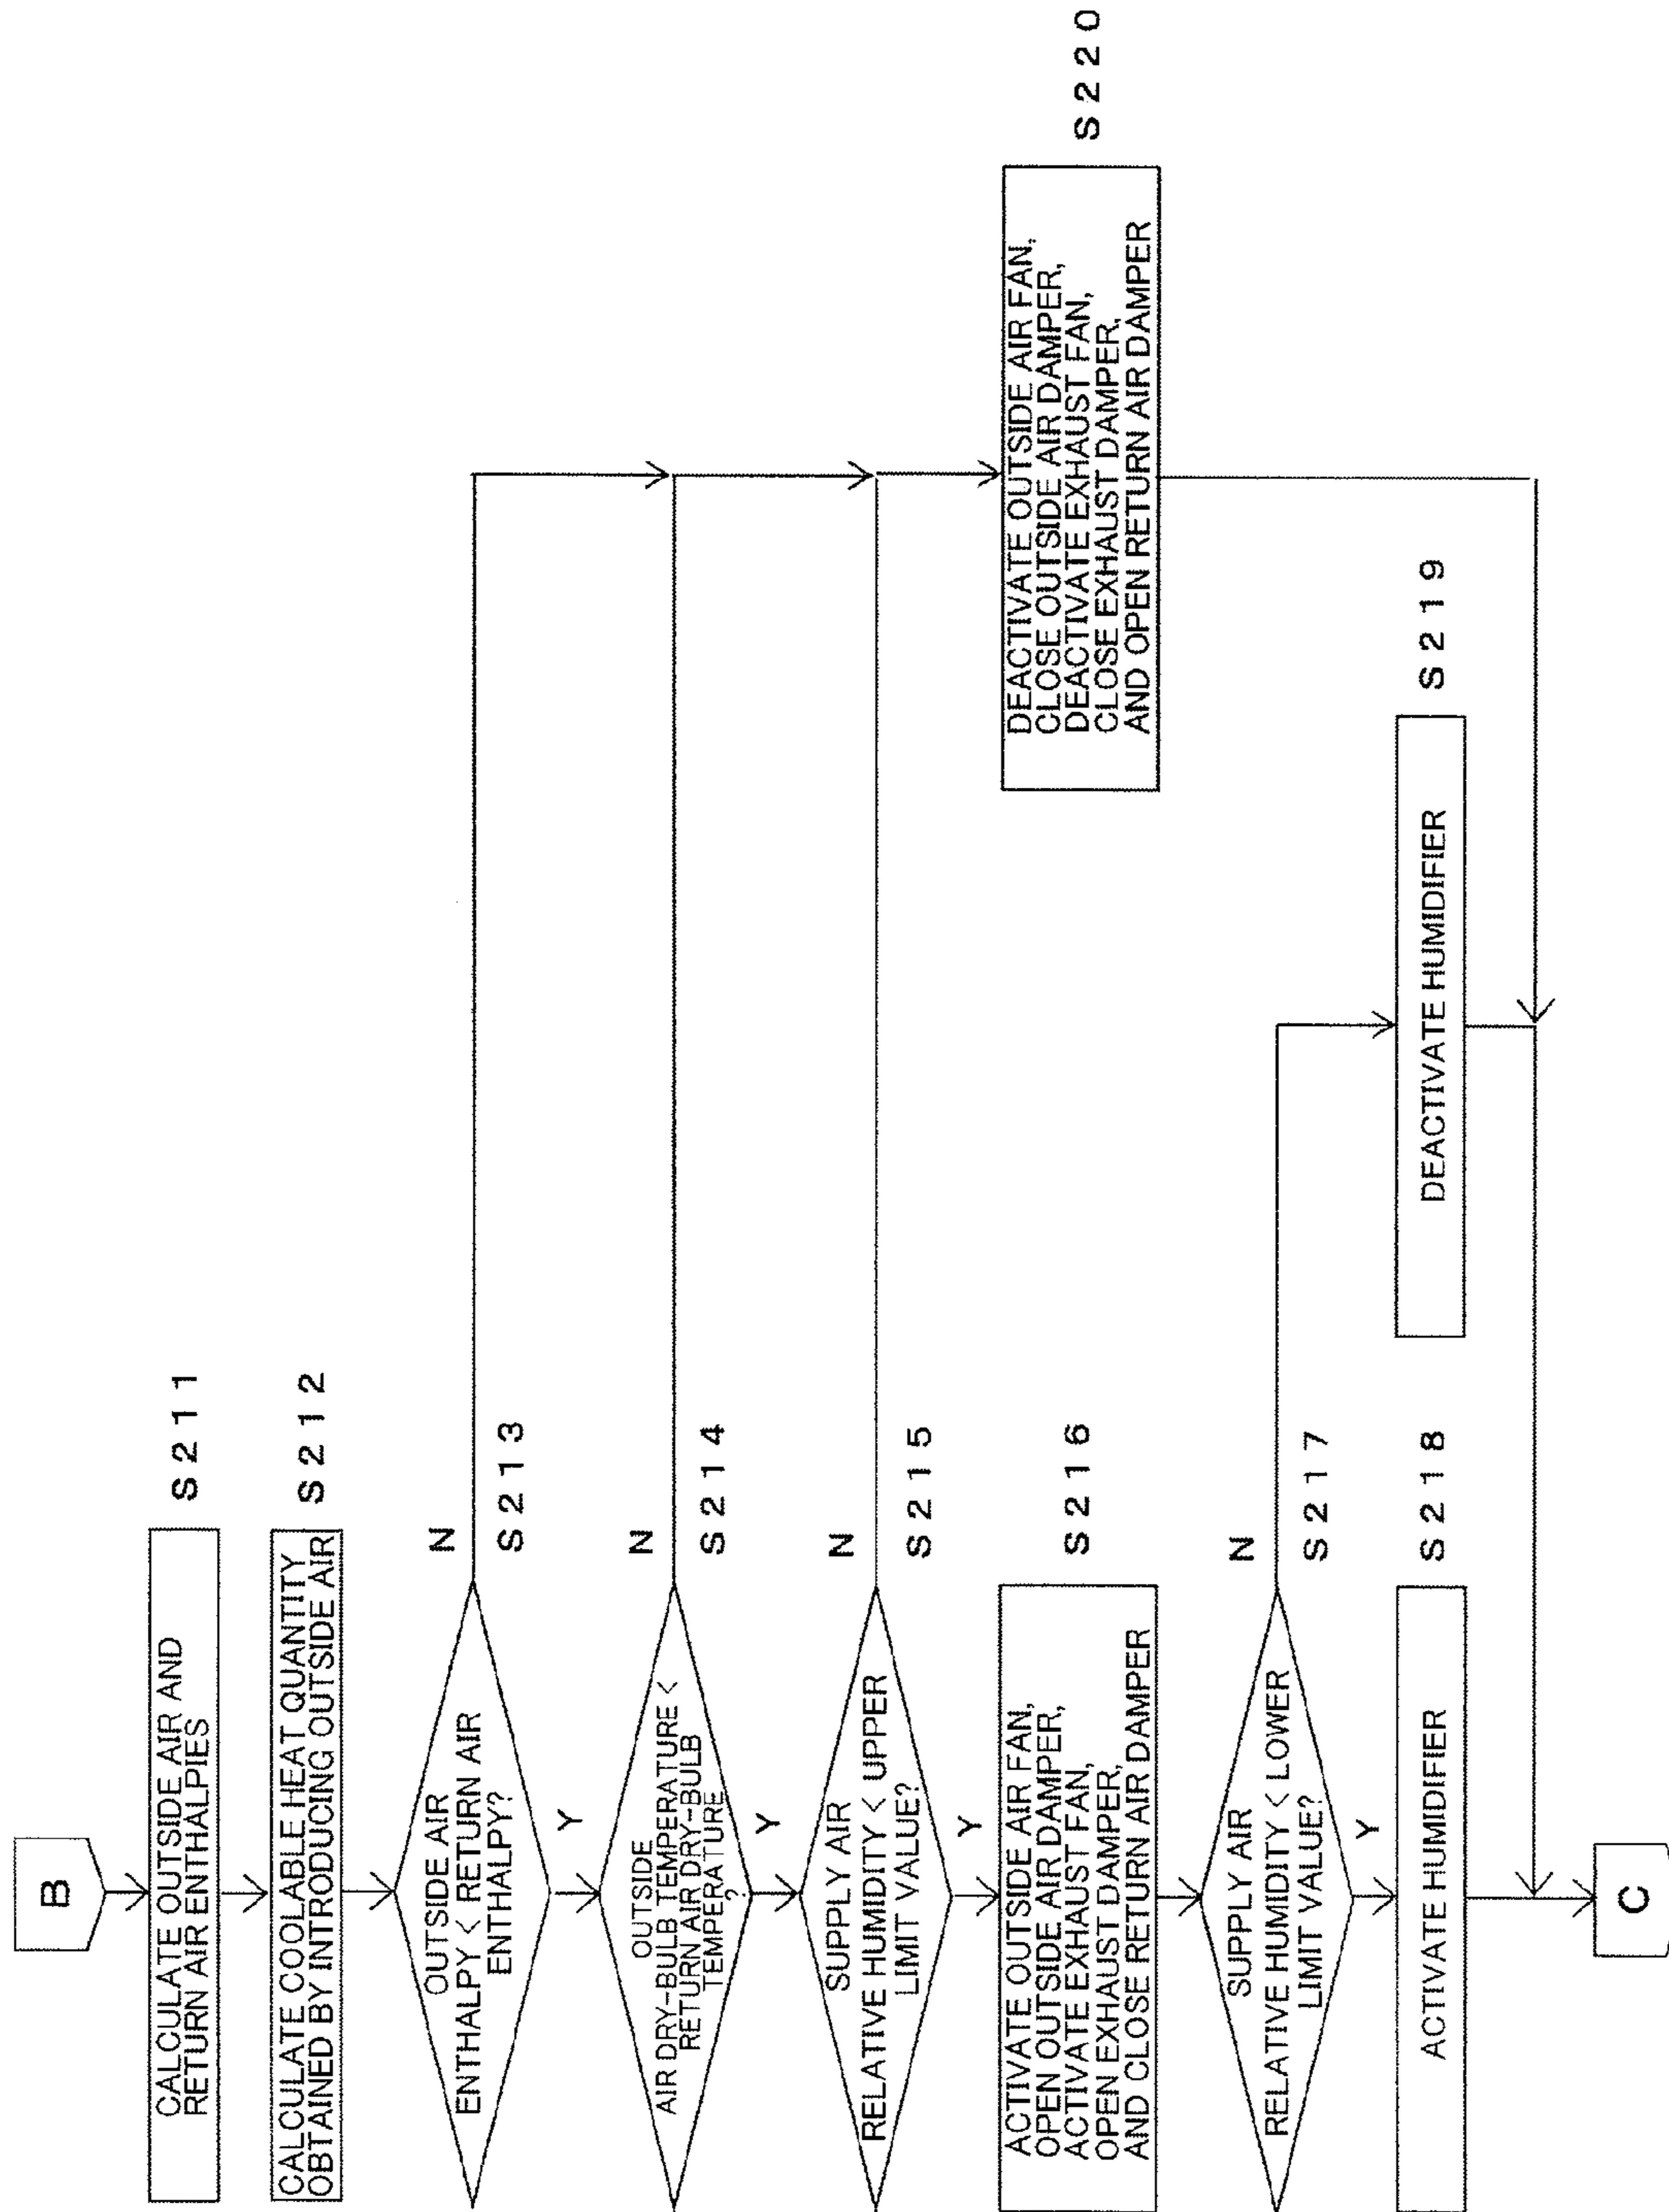 B
CALCULATE OUTSIDE AIR AND
RETURN AIR ENTHALPIES
S211
CALCULATE COOLABLE HEAT QUANTITY
OBTAINED BY INTRODUCING OUTSIDE AIR
S212
OUTSIDE AIR
ENTHALPY < RETURN AIR
ENTHALPY?
N
S213
Y
OUTSIDE
AIR DRY-BULB TEMPERATURE <
RETURN AIR DRY-BULB
TEMPERATURE
?
N
S214
Y
SUPPLY AIR
RELATIVE HUMIDITY < UPPER
LIMIT VALUE?
N
S215
Y
ACTIVATE OUTSIDE AIR FAN,
OPEN OUTSIDE AIR DAMPER,
ACTIVATE EXHAUST FAN,
OPEN EXHAUST DAMPER,
AND CLOSE RETURN AIR DAMPER
S216
DEACTIVATE OUTSIDE AIR FAN,
CLOSE OUTSIDE AIR DAMPER,
DEACTIVATE EXHAUST FAN,
CLOSE EXHAUST DAMPER,
AND OPEN RETURN AIR DAMPER
S220
SUPPLY AIR
RELATIVE HUMIDITY < LOWER
LIMIT VALUE?
N
S217
Y
ACTIVATE HUMIDIFIER
S218
DEACTIVATE HUMIDIFIER
S219
C